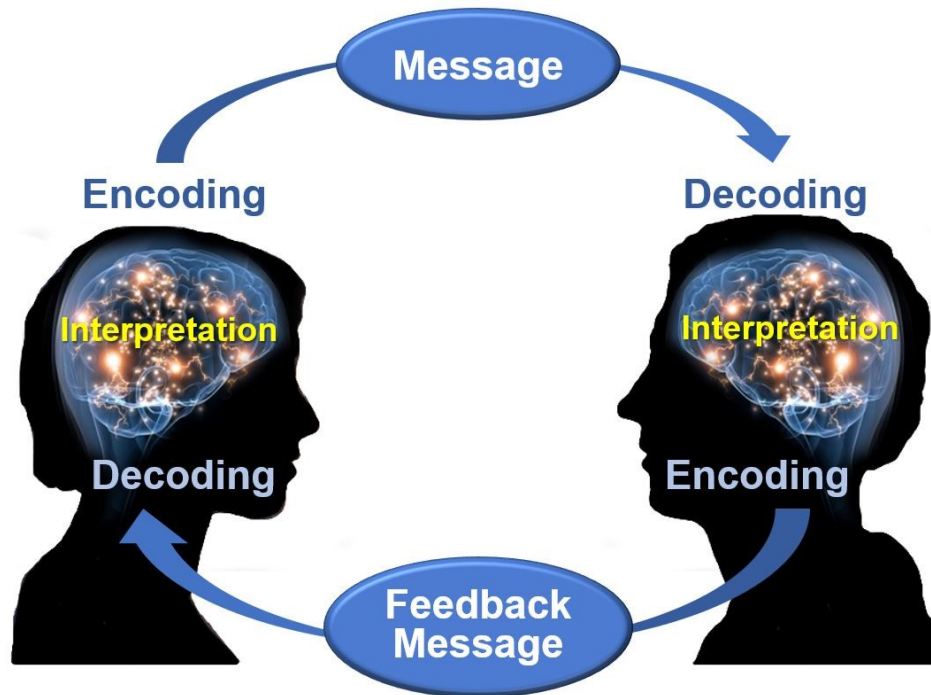 Message
Encoding
Decoding
Interpretation
Interpretation
Decoding
Encoding
Feedback
Message